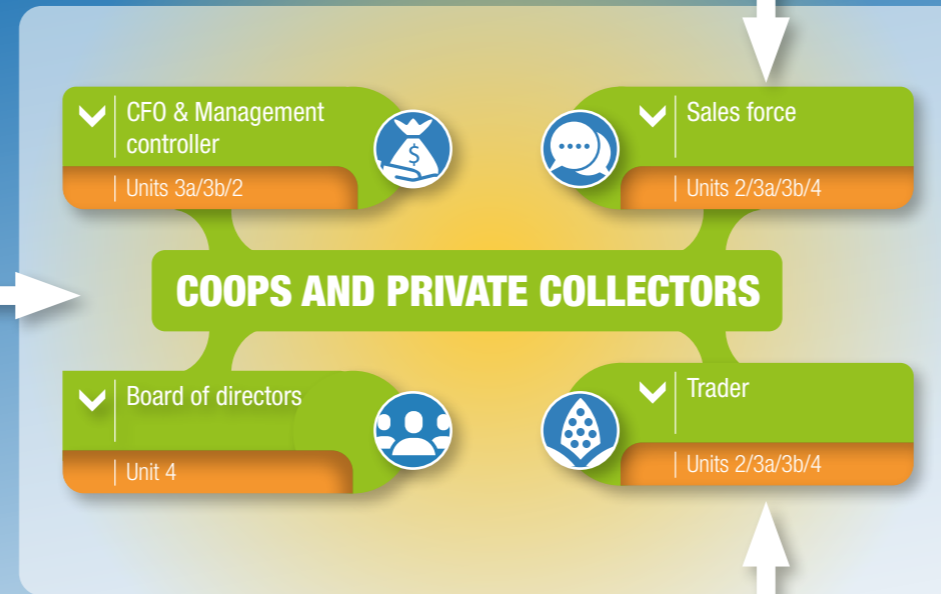 CFO & Management
controller
Units 3a/3b/2
Sales force
Units 2/3a/3b/4
COOPS AND PRIVATE COLLECTORS
Board of directors
Unit 4
Trader
Units 2/3a/3b/4